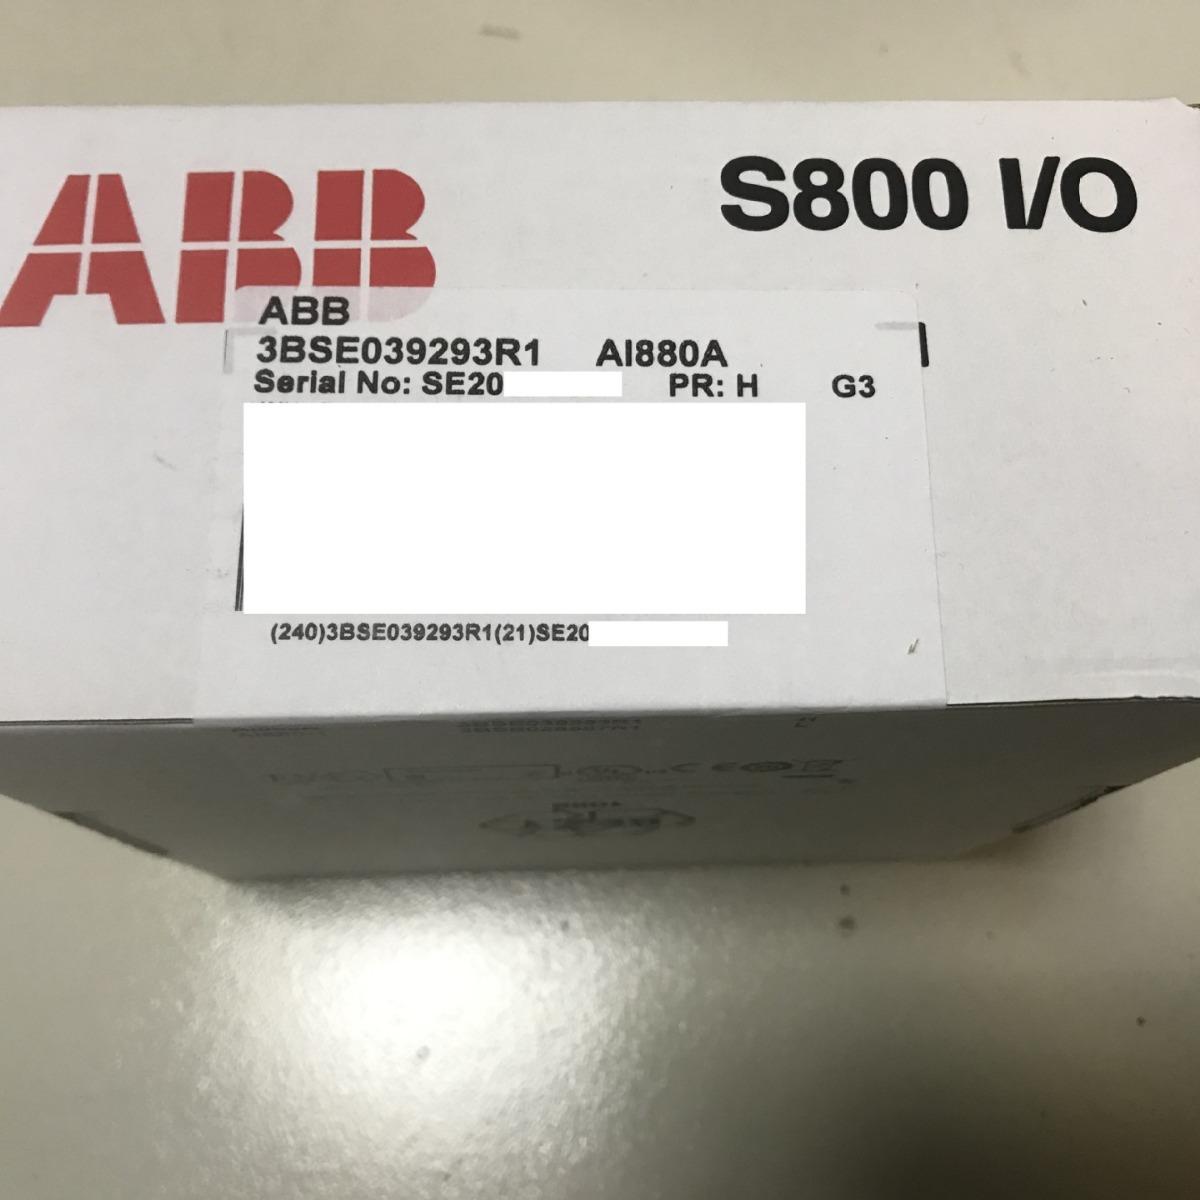 ABB
S800 I/O
ABB
3BSE039293R1 AI880A
Serial No: SE20 PR: H G3
(240)3BSE039293R1(21)SE20